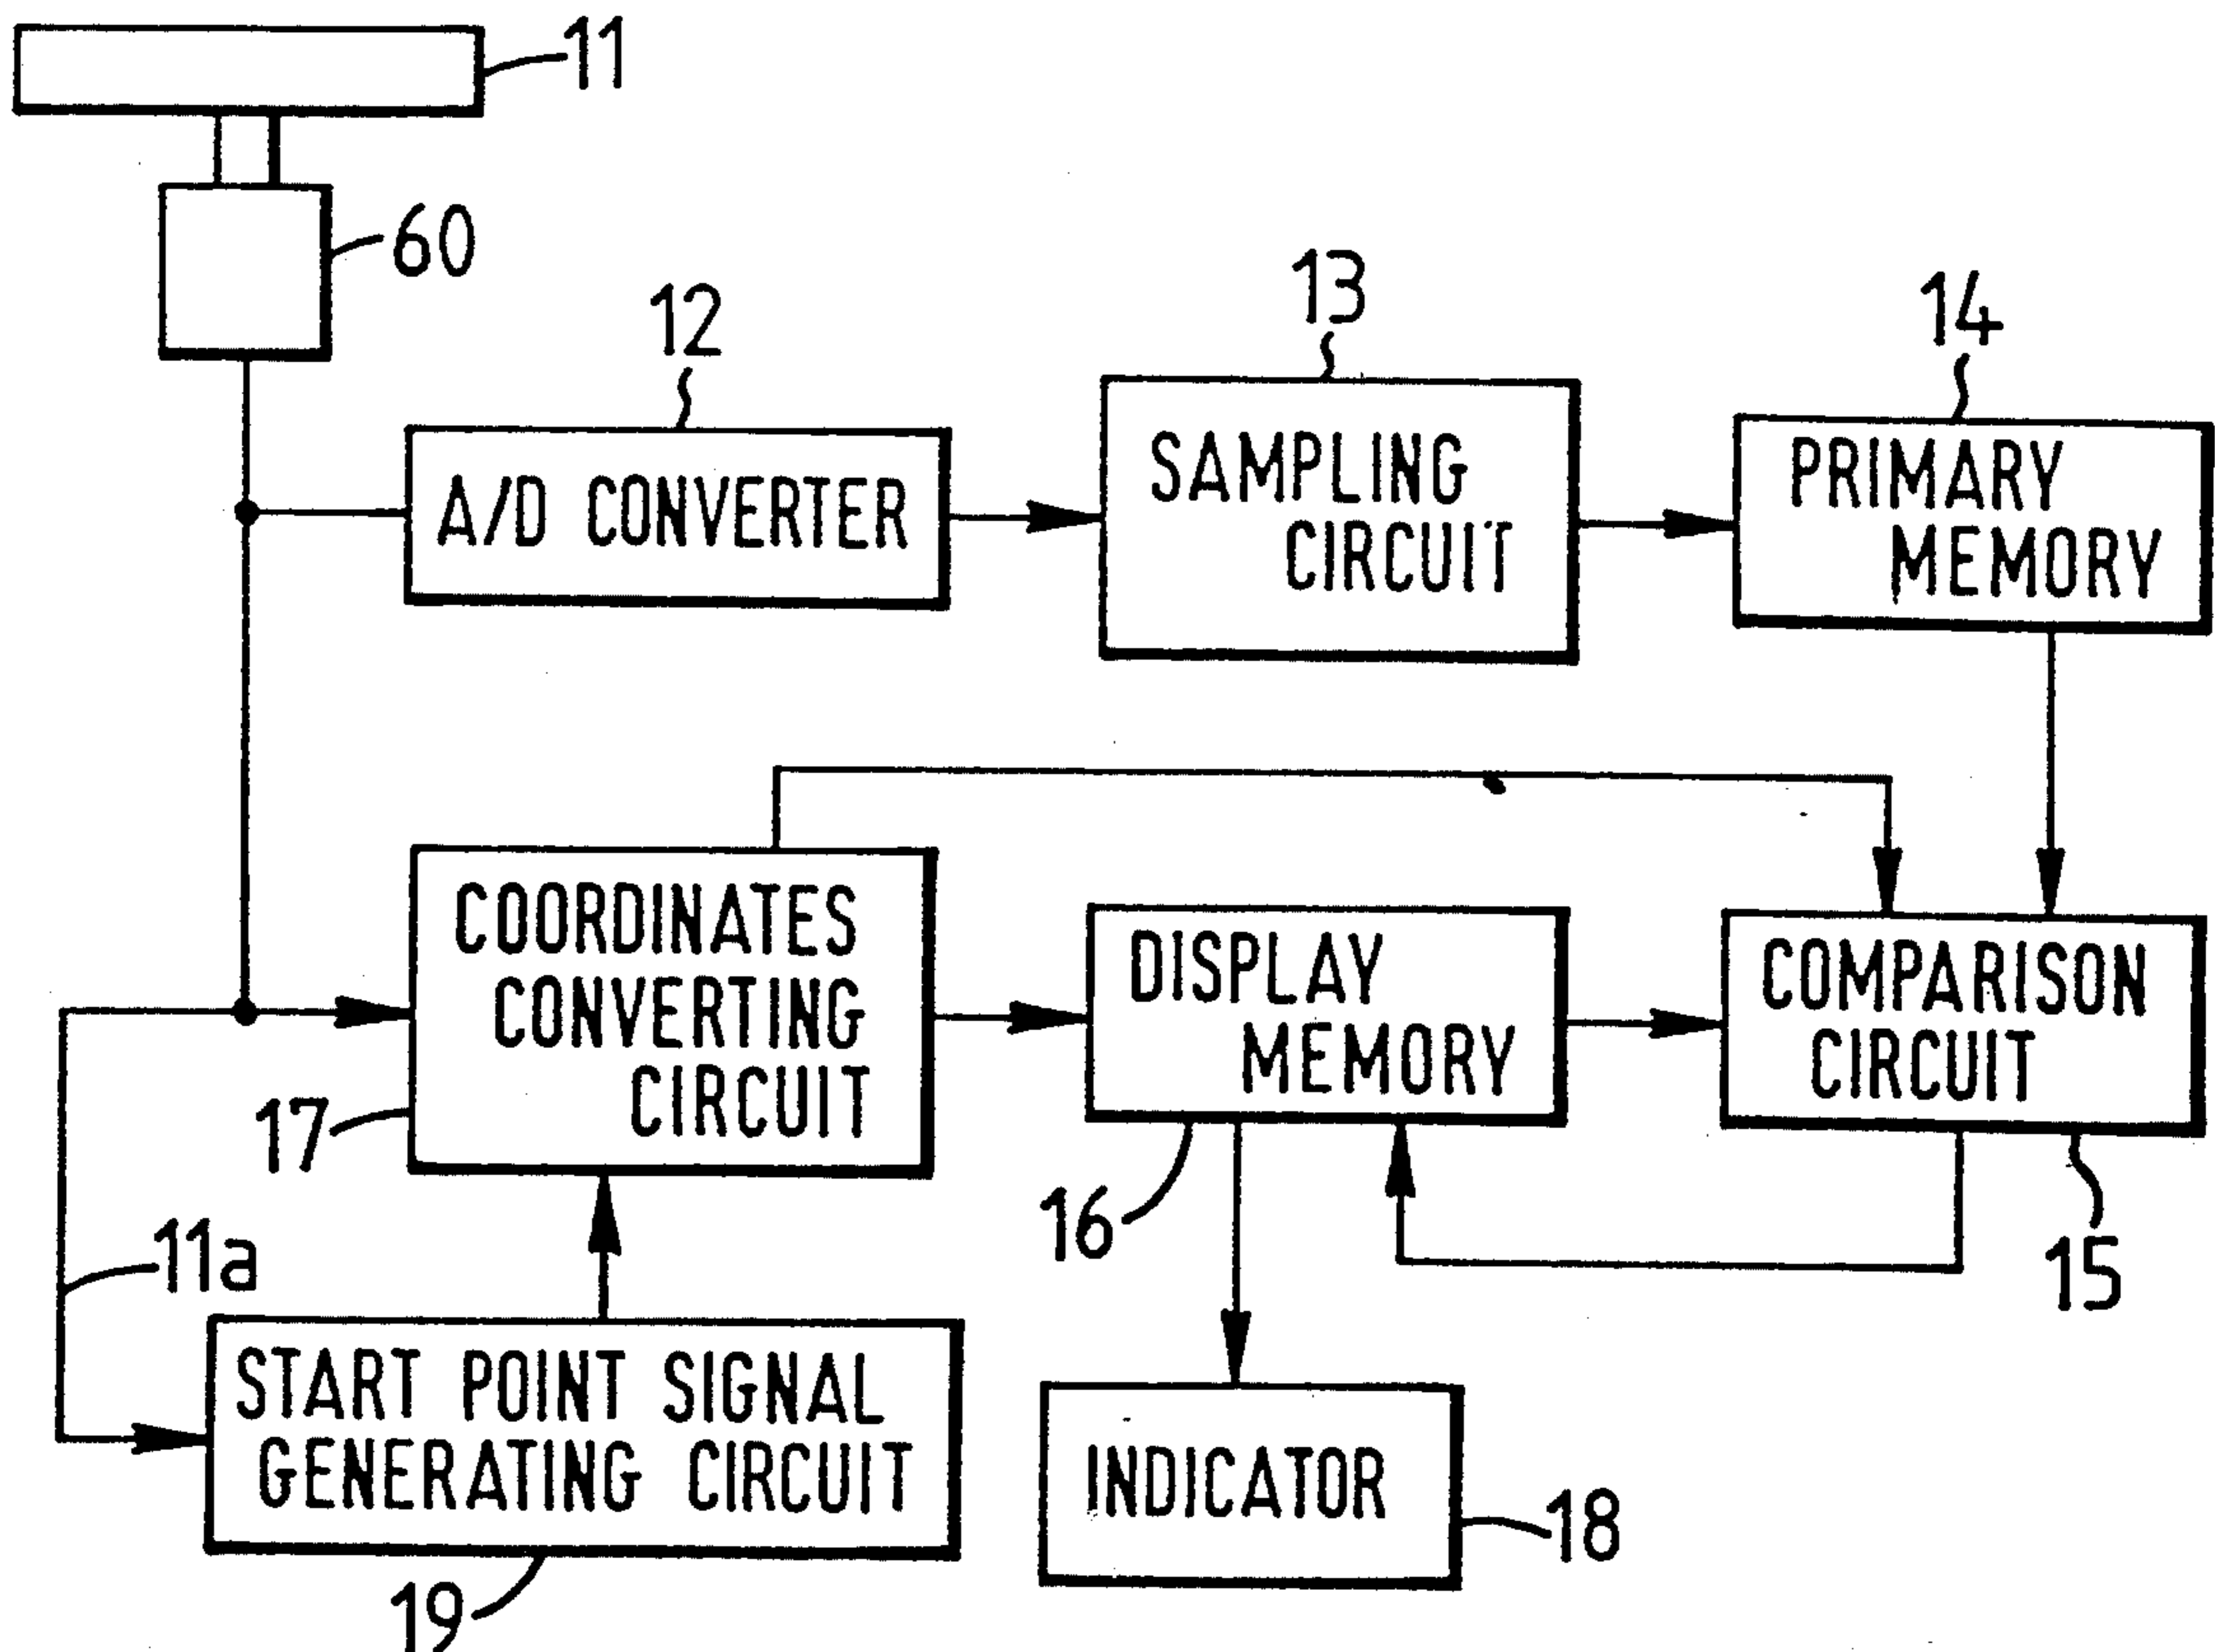 11
60
12
13
14
A/D CONVERTER
SAMPLING
CIRCUIT
PRIMARY
MEMORY
COORDINATES
CONVERTING
CIRCUIT
DISPLAY
MEMORY
COMPARISON
CIRCUIT
17
16
15
11a
START POINT SIGNAL
GENERATING CIRCUIT
INDICATOR
18
19